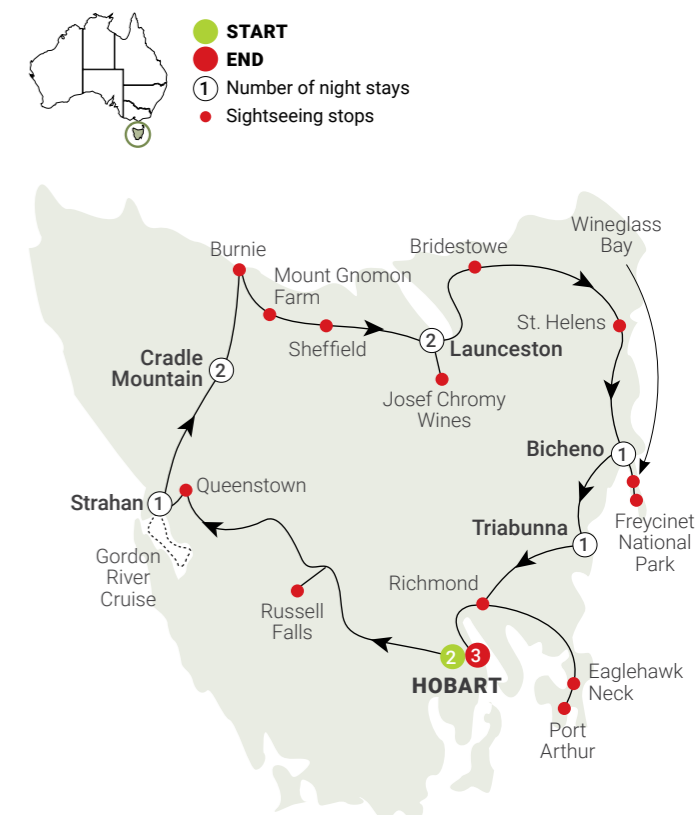 START
END
1 Number of night stays
Sightseeing stops
Wineglass
Bay
Burnie
Bridestowe
Mount Gnomon
Farm
St. Helens
Sheffield
2
Launceston
Cradle
Mountain
2
Josef Chromy
Wines
Bicheno
1
Queenstown
Strahan
1
Freycinet
National
Park
Triabunna
1
Gordon
River
Cruise
Richmond
Russell
Falls
2
3
HOBART
Eaglehawk
Neck
Port
Arthur